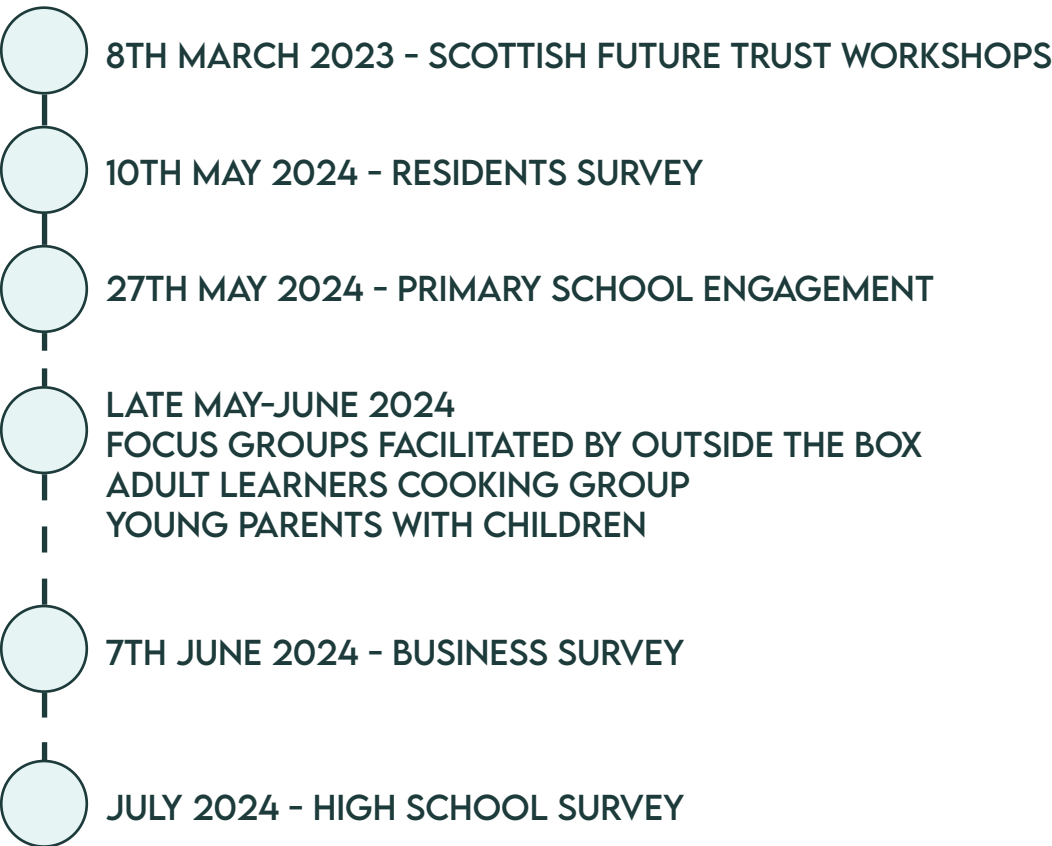 8TH MARCH 2023 - SCOTTISH FUTURE TRUST WORKSHOPS
10TH MAY 2024 - RESIDENTS SURVEY
27TH MAY 2024 - PRIMARY SCHOOL ENGAGEMENT
LATE MAY-JUNE 2024
FOCUS GROUPS FACILITATED BY OUTSIDE THE BOX
ADULT LEARNERS COOKING GROUP
YOUNG PARENTS WITH CHILDREN
7TH JUNE 2024 - BUSINESS SURVEY
JULY 2024 - HIGH SCHOOL SURVEY